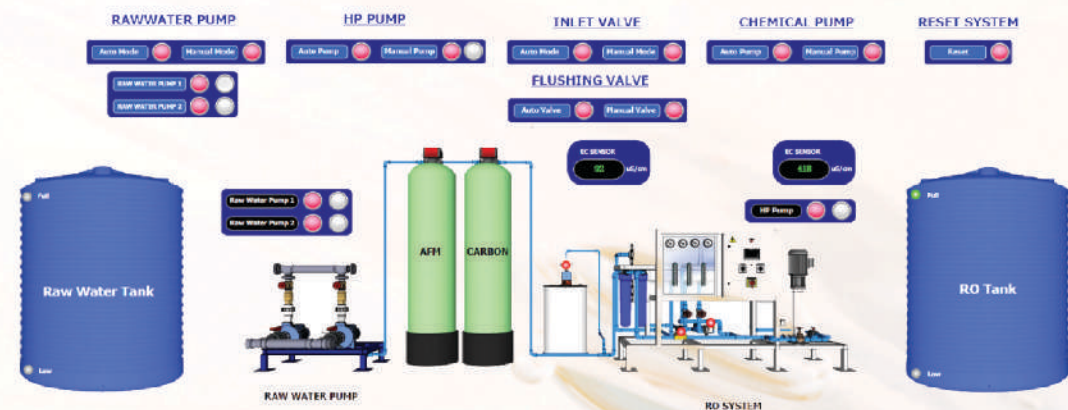 RAWWATER PUMP
HP PUMP
INLET VALVE
CHEMICAL PUMP
RESET SYSTEM
Auto Mode Manual Mode
Auto Pump Manual Pump
Auto Mode Manual Mode
Auto Pump Manual Pump
Reset
RAW WATER PUMP 1
RAW WATER PUMP 2
FLUSHING VALVE
Auto Valve Manual Valve
EC SENSOR
uS/cm
EC SENSOR
418 uS/cm
Full
Raw Water Pump 1
Raw Water Pump 2
HP Pump
Full
AFM
CARBON
Raw Water Tank
RO Tank
Low
Low
RAW WATER PUMP
RO SYSTEM